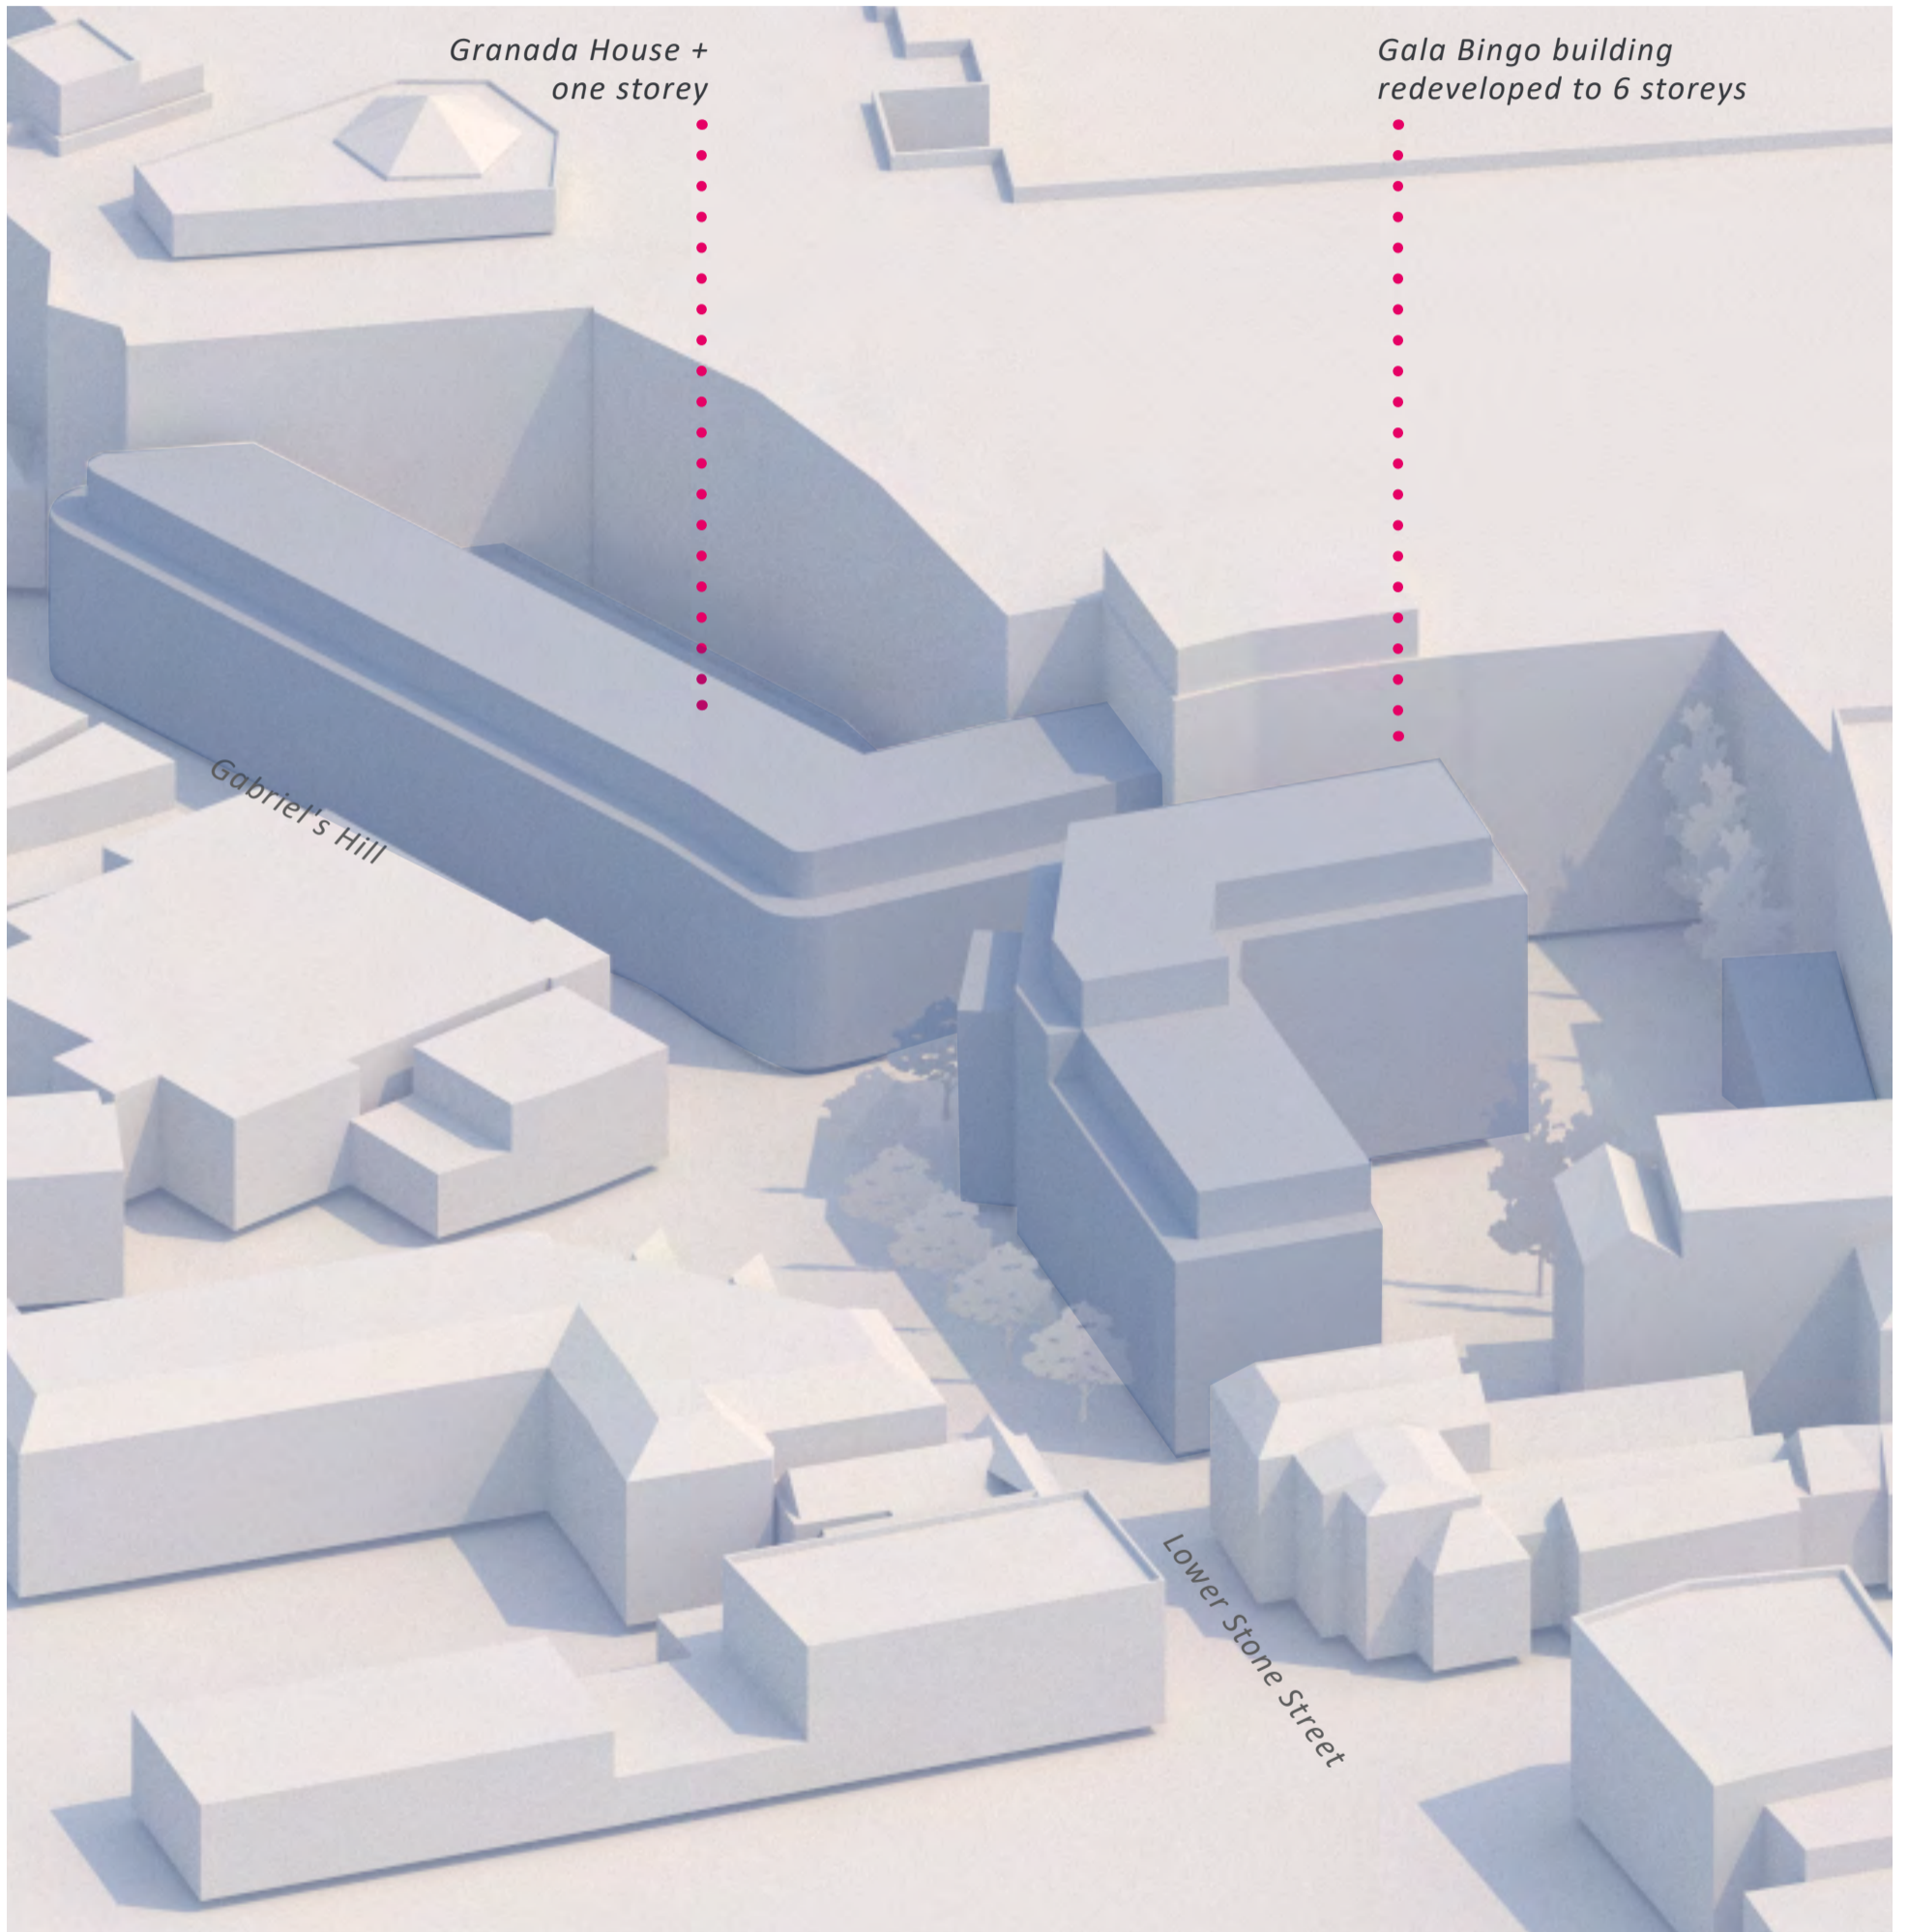 Granada House +
one storey
Gala Bingo building
redeveloped to 6 storeys
Gabriel's Hill
Lower Stone Street